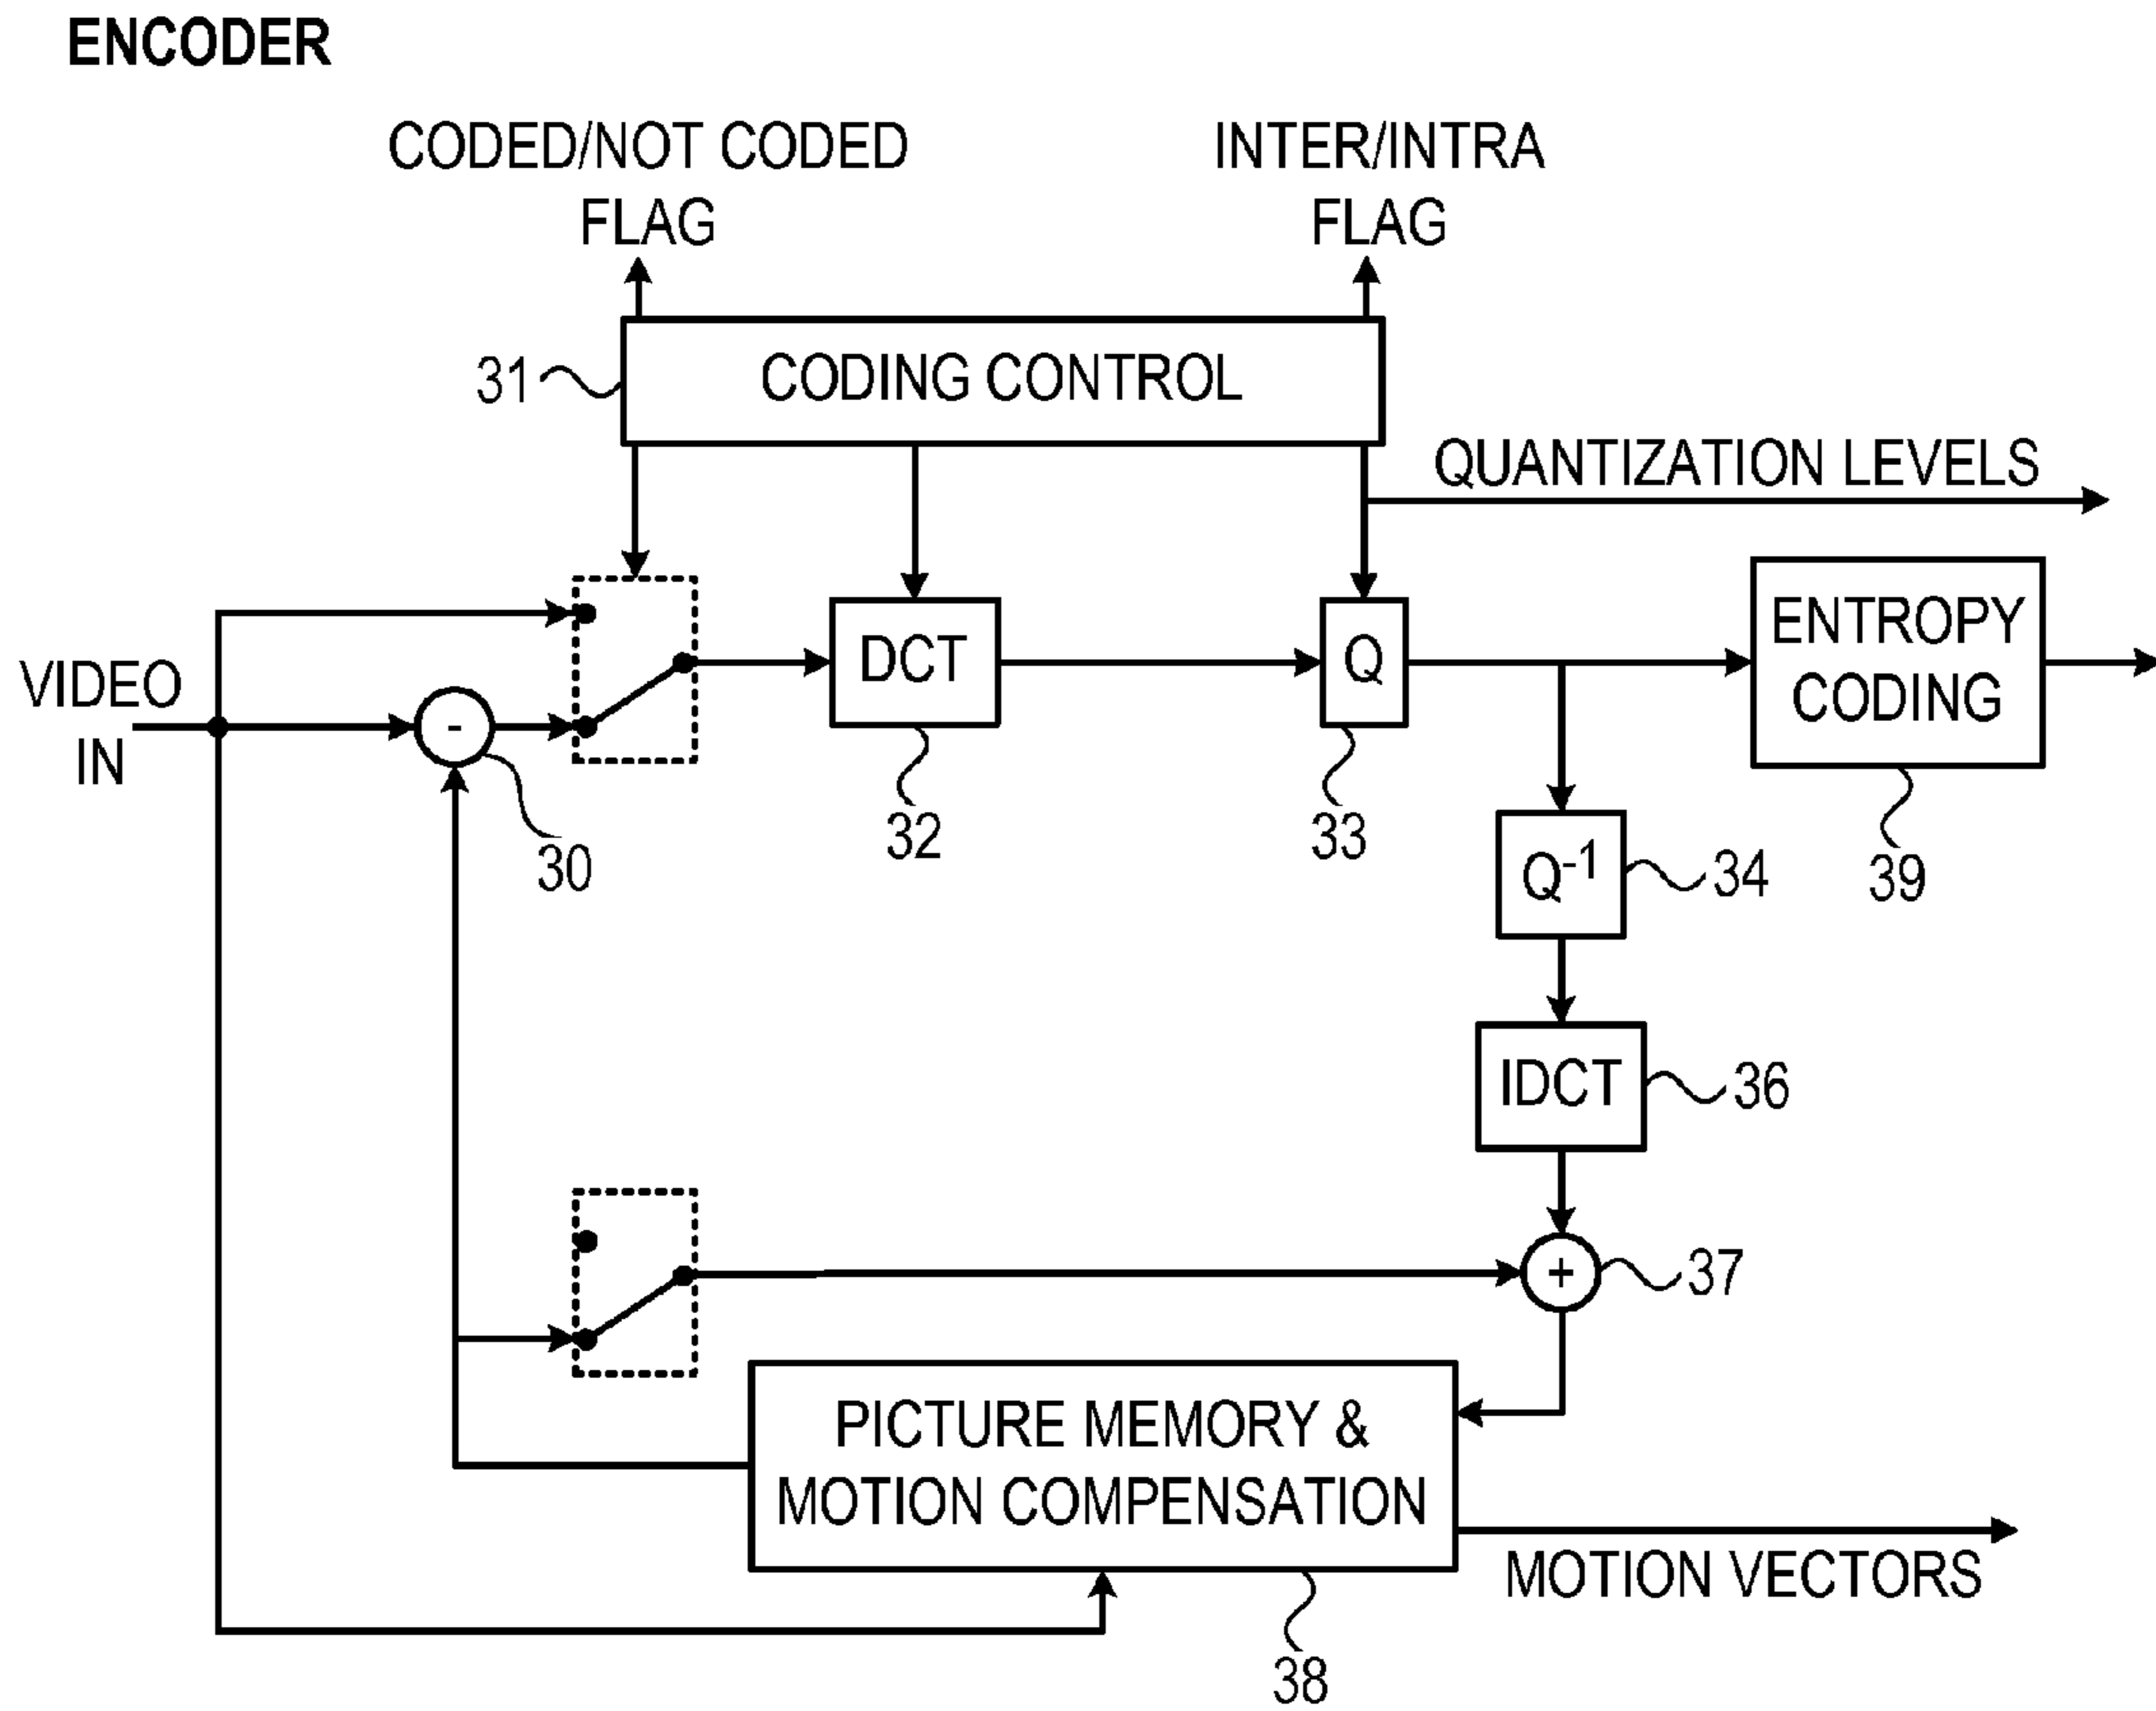 ENCODER
CODED/NOT CODED
FLAG
INTER/INTRA
FLAG
31
CODING CONTROL
QUANTIZATION LEVELS
VIDEO
IN
-
30
DCT
32
Q
33
ENTROPY
CODING
39
Q-1
34
IDCT
36
+
37
PICTURE MEMORY &
MOTION COMPENSATION
MOTION VECTORS
38